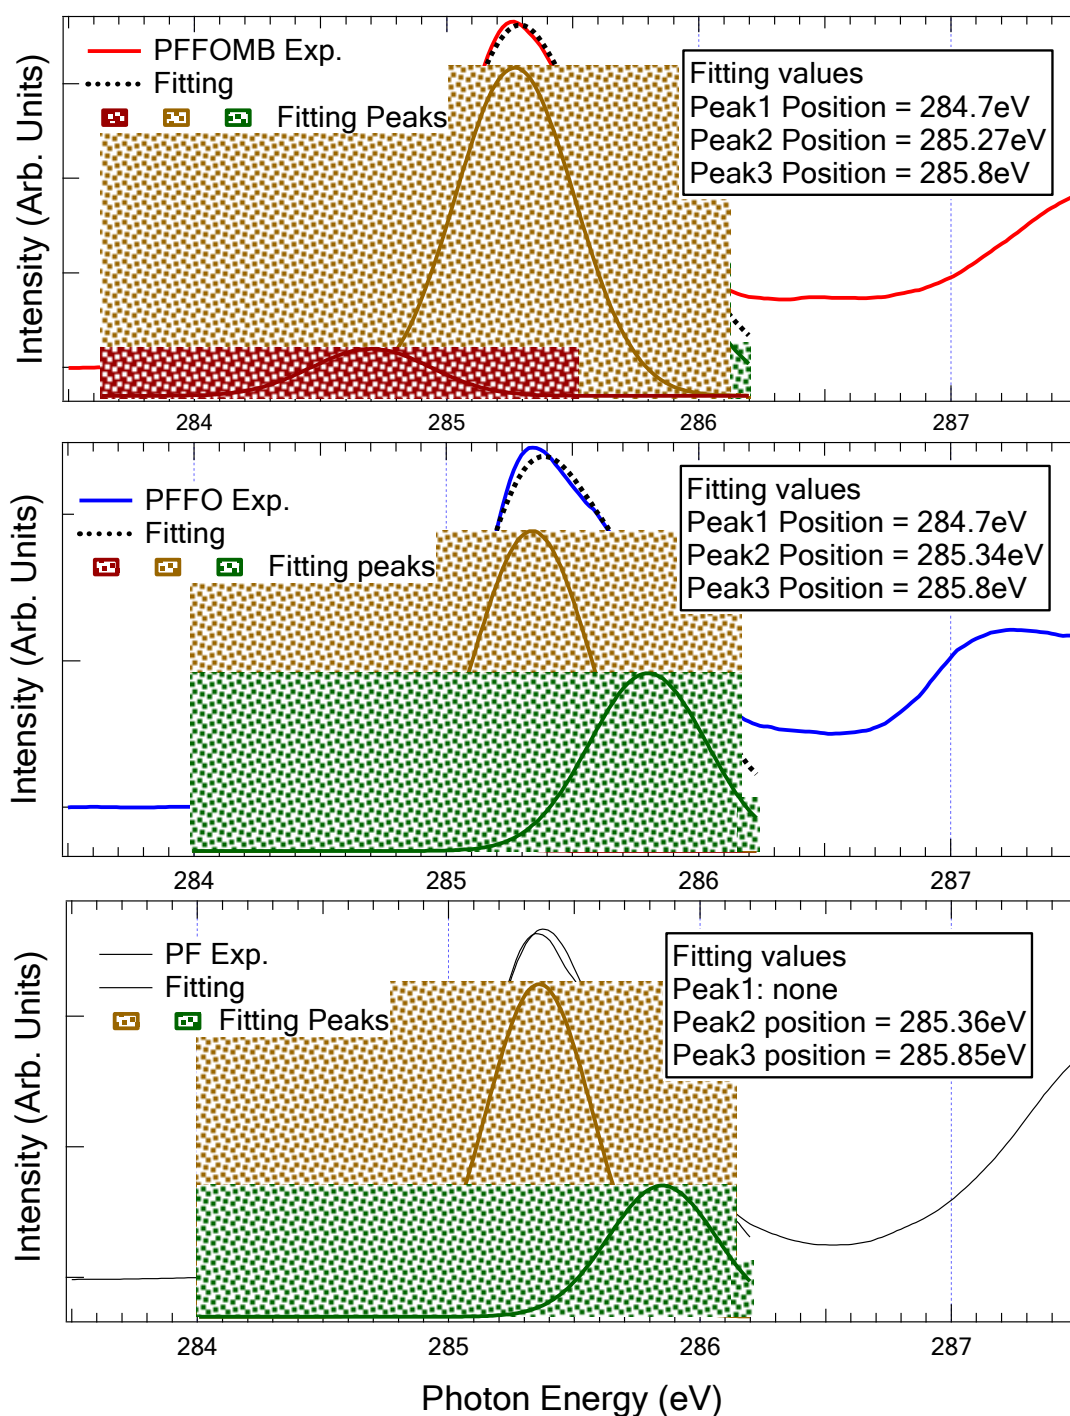 PFFOMB Exp.
Fitting
Fitting Peaks
Fitting values
Peak1 Position = 284.7eV
Peak2 Position = 285.27eV
Peak3 Position = 285.8eV
Intensity (Arb. Units)
284 285 286 287
PFFO Exp.
Fitting
Fitting peaks
Fitting values
Peak1 Position = 284.7eV
Peak2 Position = 285.34eV
Peak3 Position = 285.8eV
Intensity (Arb. Units)
284 285 286 287
PF Exp.
Fitting
Fitting Peaks
Fitting values
Peak1: none
Peak2 position = 285.36eV
Peak3 position = 285.85eV
Intensity (Arb. Units)
284 285 286 287
Photon Energy (eV)